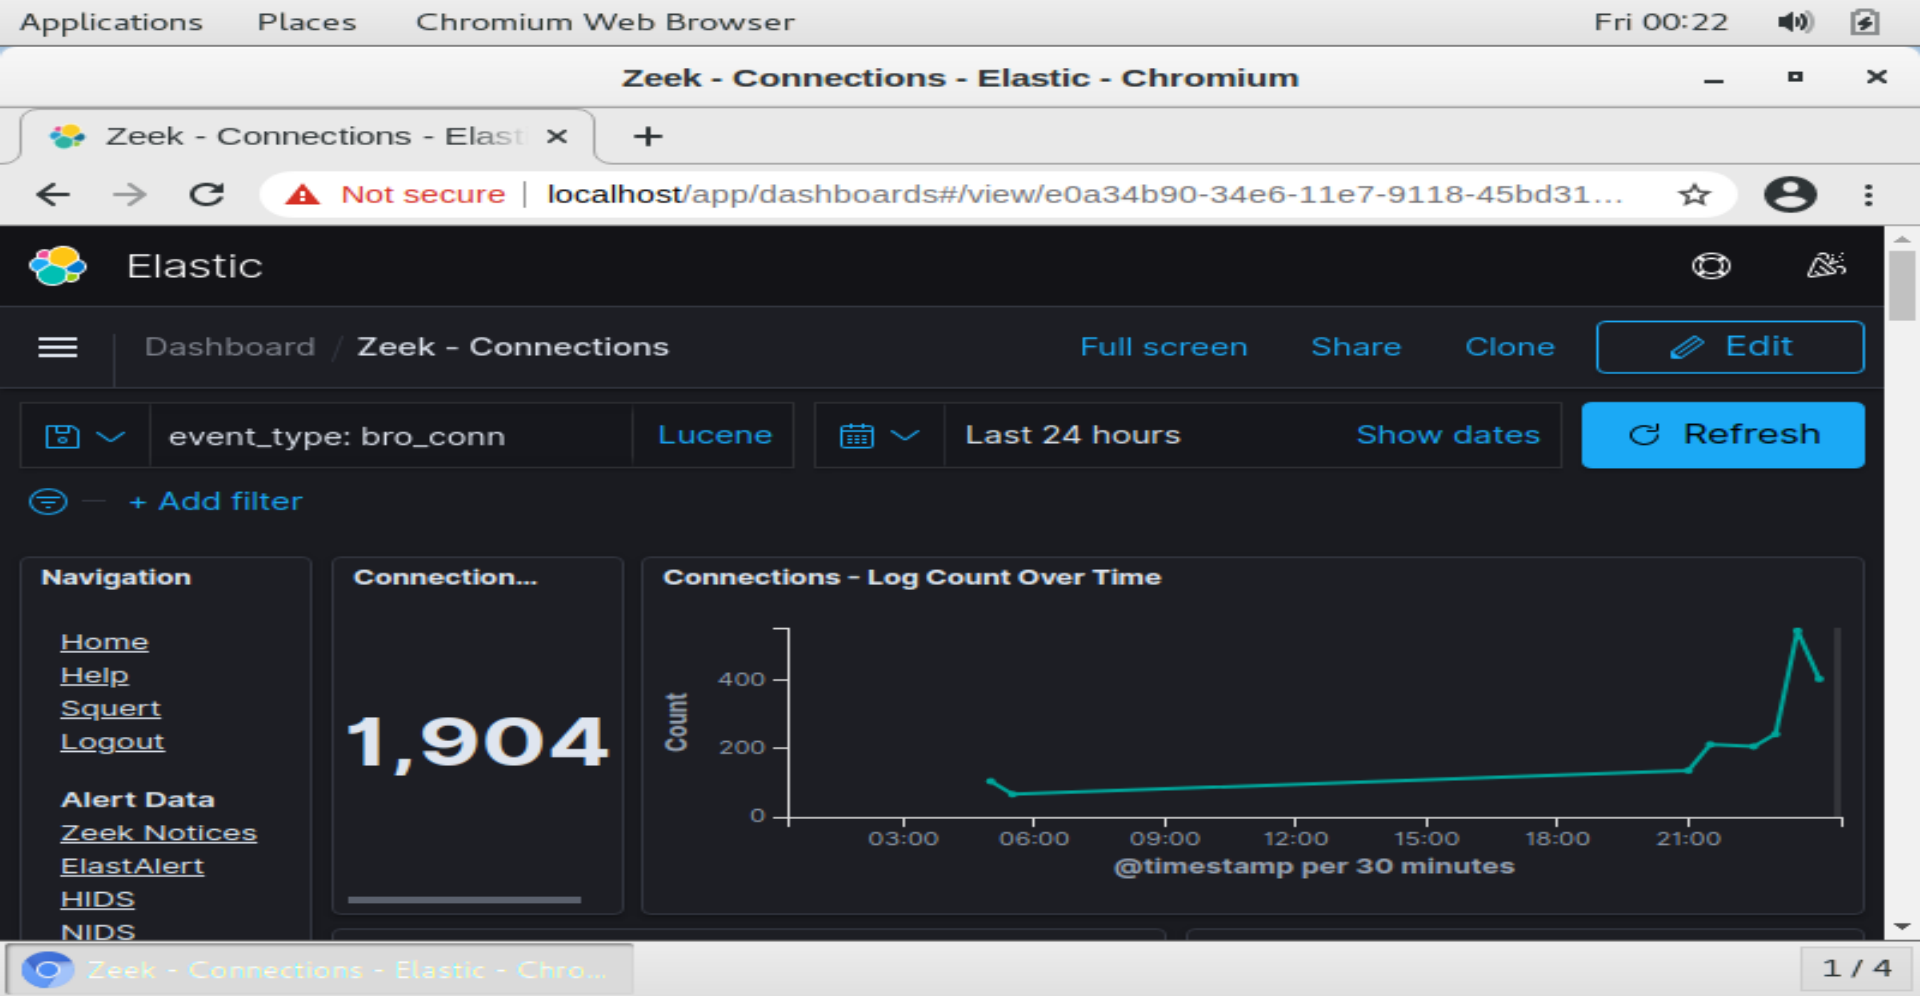 Applications Places Chromium Web Browser Fri 00:22
Zeek - Connections - Elastic - Chromium
Zeek - Connections - Elast
Not secure | localhost/app/dashboards#/view/e0a34b90-34e6-11e7-9118-45bd31...
Elastic
Dashboard / Zeek - Connections Full screen Share Clone Edit
event_type: bro_conn Lucene Last 24 hours Show dates Refresh
+ Add filter
Navigation
Home
Help
Squert
Logout
Alert Data
Zeek Notices
ElastAlert
HIDS
NIDS
Connection...
1,904
Connections - Log Count Over Time
Count
400
200
0
03:00 06:00 09:00 12:00 15:00 18:00 21:00
@timestamp per 30 minutes
Zeek - Connections - Elastic - Chro...
1 / 4